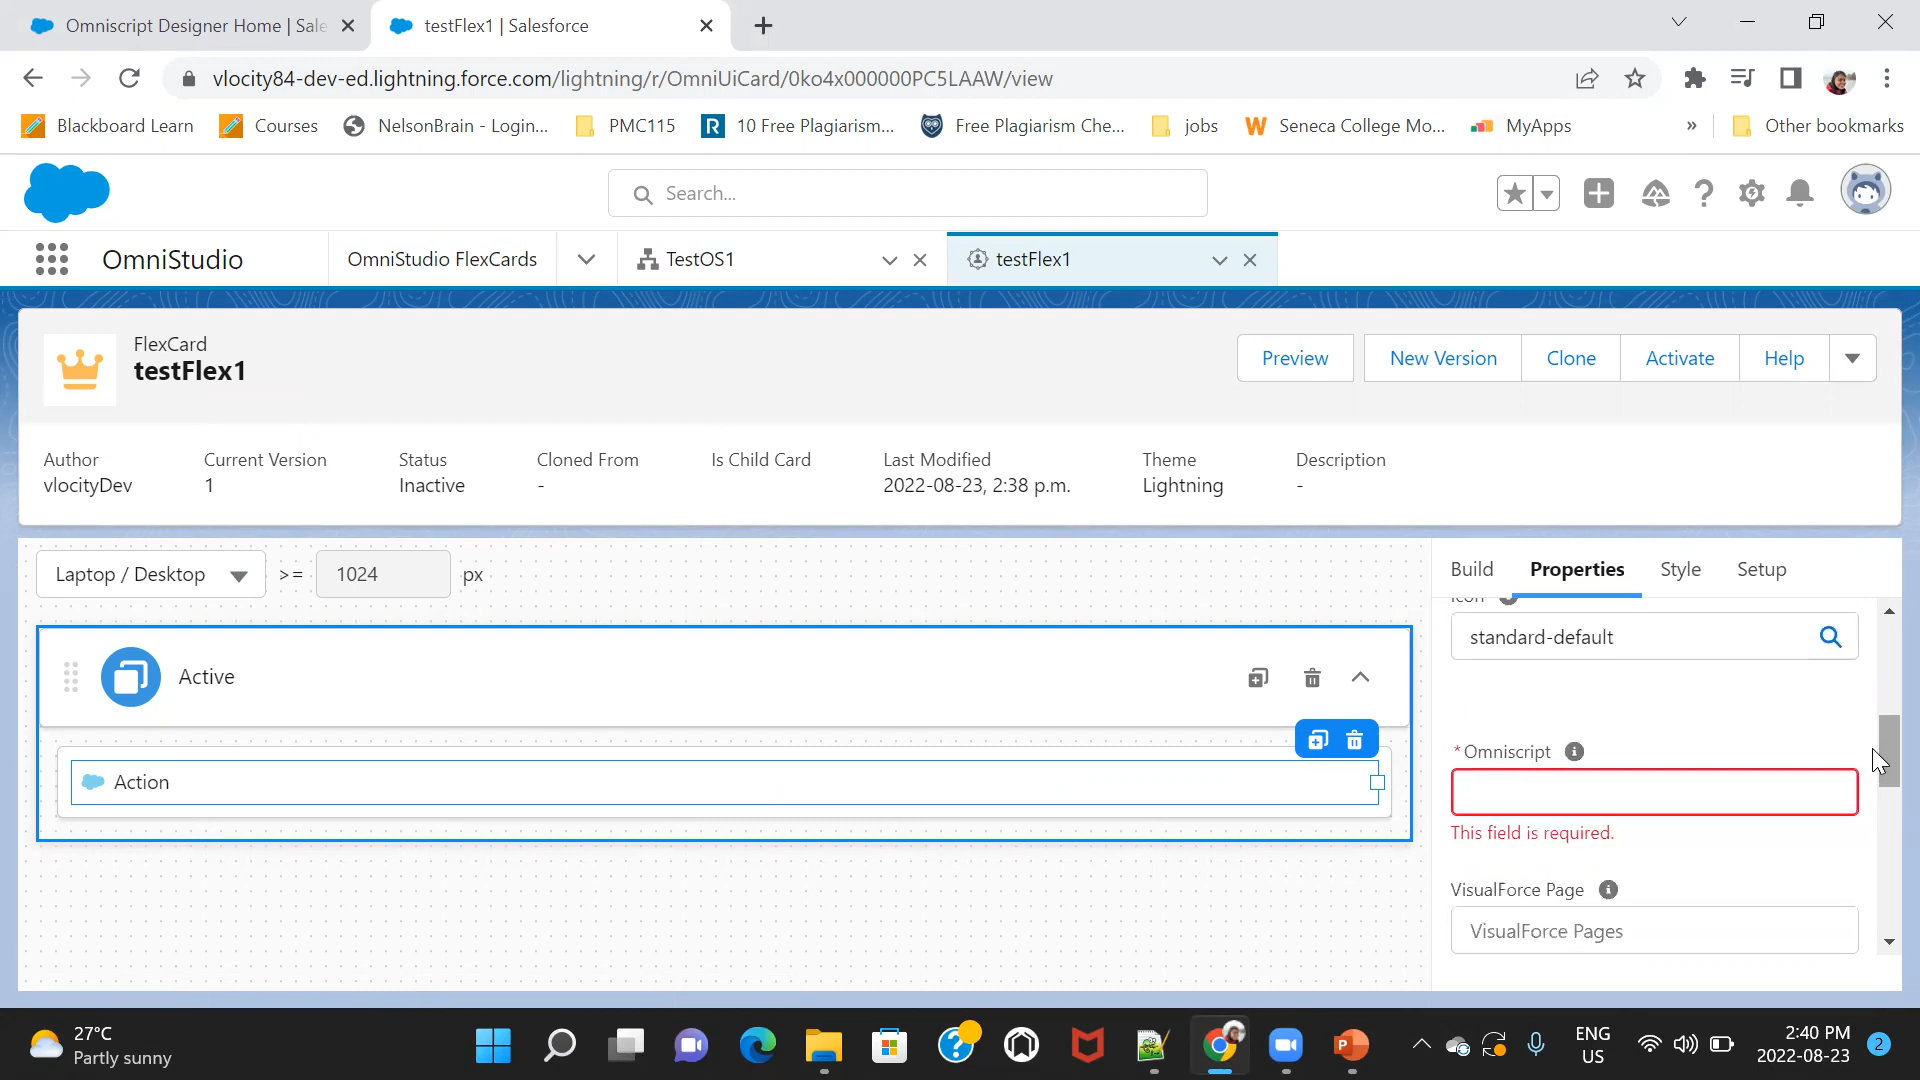 Omniscript Designer Home | Sale
testFlex1 | Salesforce
vlocity84-dev-ed.lightning.force.com/lightning/r/OmniUiCard/0ko4x000000PC5LAAW/view
Blackboard Learn
Courses
NelsonBrain - Login...
PMC115
R
10 Free Plagiarism...
Free Plagiarism Che...
jobs
W
Seneca College Mo...
MyApps
»
Other bookmarks
Search...
OmniStudio
OmniStudio FlexCards
TestOS1
testFlex1
FlexCard
testFlex1
Preview
New Version
Clone
Activate
Help
Author
Current Version
Status
Cloned From
Is Child Card
Last Modified
Theme
Description
vlocityDev
1
Inactive
-
2022-08-23, 2:38 p.m.
Lightning
-
Laptop / Desktop
>=
1024
px
Build
Properties
Style
Setup
Icon
standard-default
Active
Action
*Omniscript
This field is required.
VisualForce Page
VisualForce Pages
27°C
Partly sunny
ENG
US
2:40 PM
2022-08-23
2